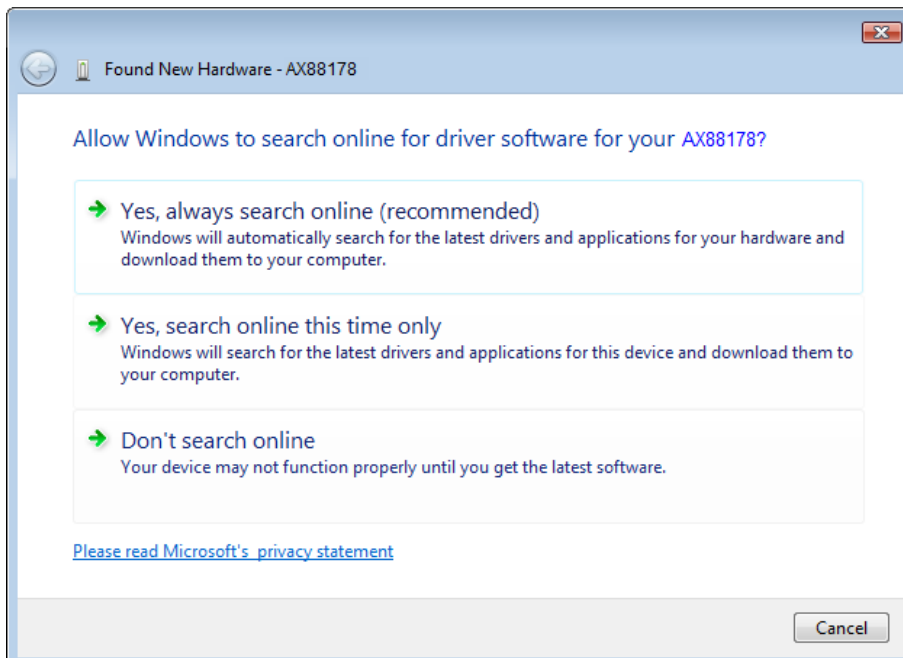 Found New Hardware - AX88178
Allow Windows to search online for driver software for your AX88178?
Yes, always search online (recommended)
Windows will automatically search for the latest drivers and applications for your hardware and
download them to your computer.
Yes, search online this time only
Windows will search for the latest drivers and applications for this device and download them to
your computer.
Don't search online
Your device may not function properly until you get the latest software.
Please read Microsoft's  privacy statement
Cancel